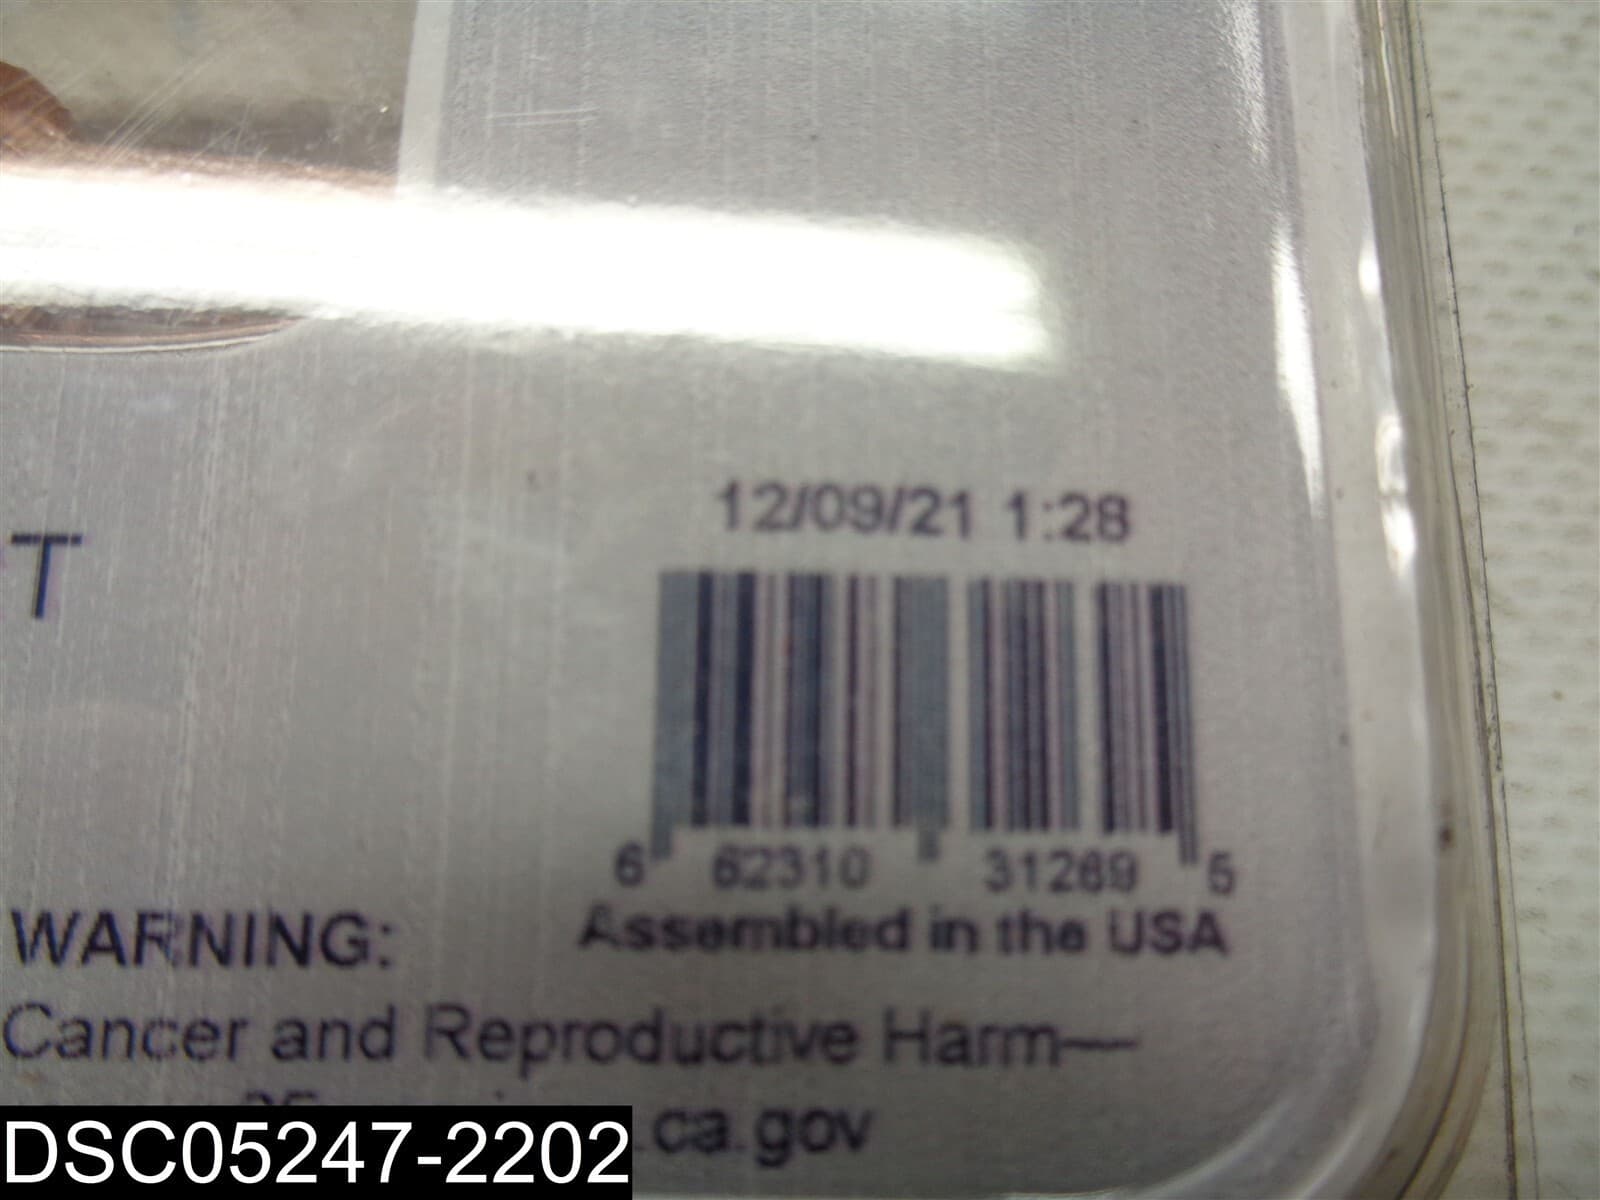 12/09/21 1:28
T
6 62310 31269 5
Assembled in the USA
WARNING:
Cancer and Reproductive Harm—
.ca.gov
DSC05247-2202